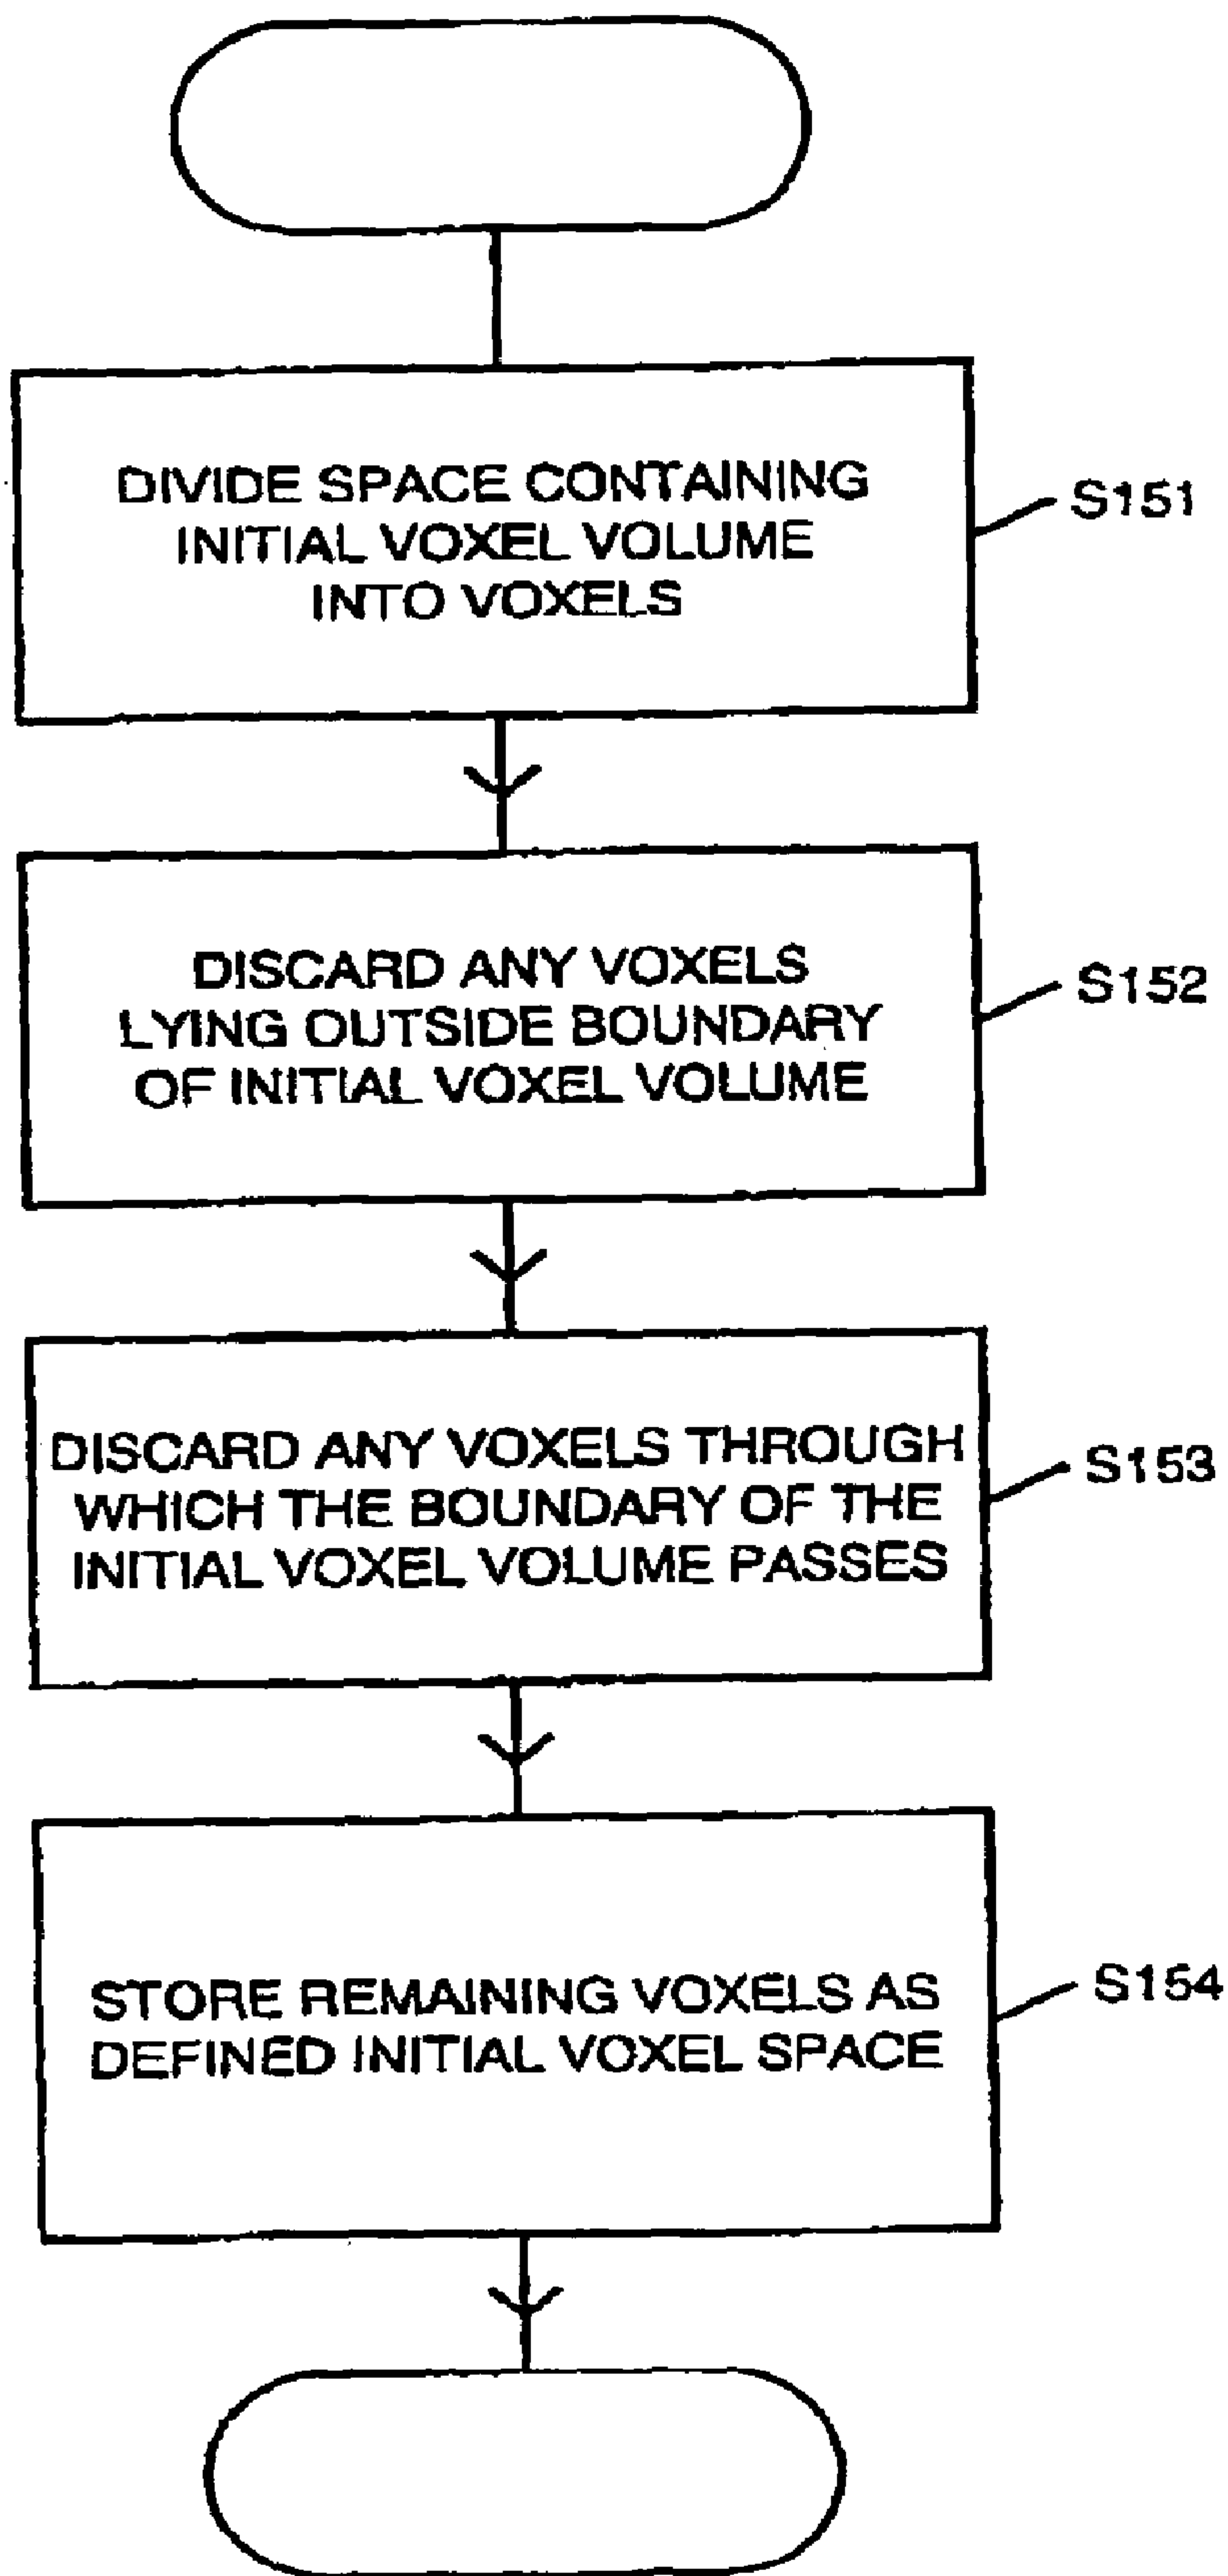 DIVIDE SPACE CONTAINING
INITIAL VOXEL VOLUME
INTO VOXELS
S151
DISCARD ANY VOXELS
LYING OUTSIDE BOUNDARY
OF INITIAL VOXEL VOLUME
S152
DISCARD ANY VOXELS THROUGH
WHICH THE BOUNDARY OF THE
INITIAL VOXEL VOLUME PASSES
S153
STORE REMAINING VOXELS AS
DEFINED INITIAL VOXEL SPACE
S154